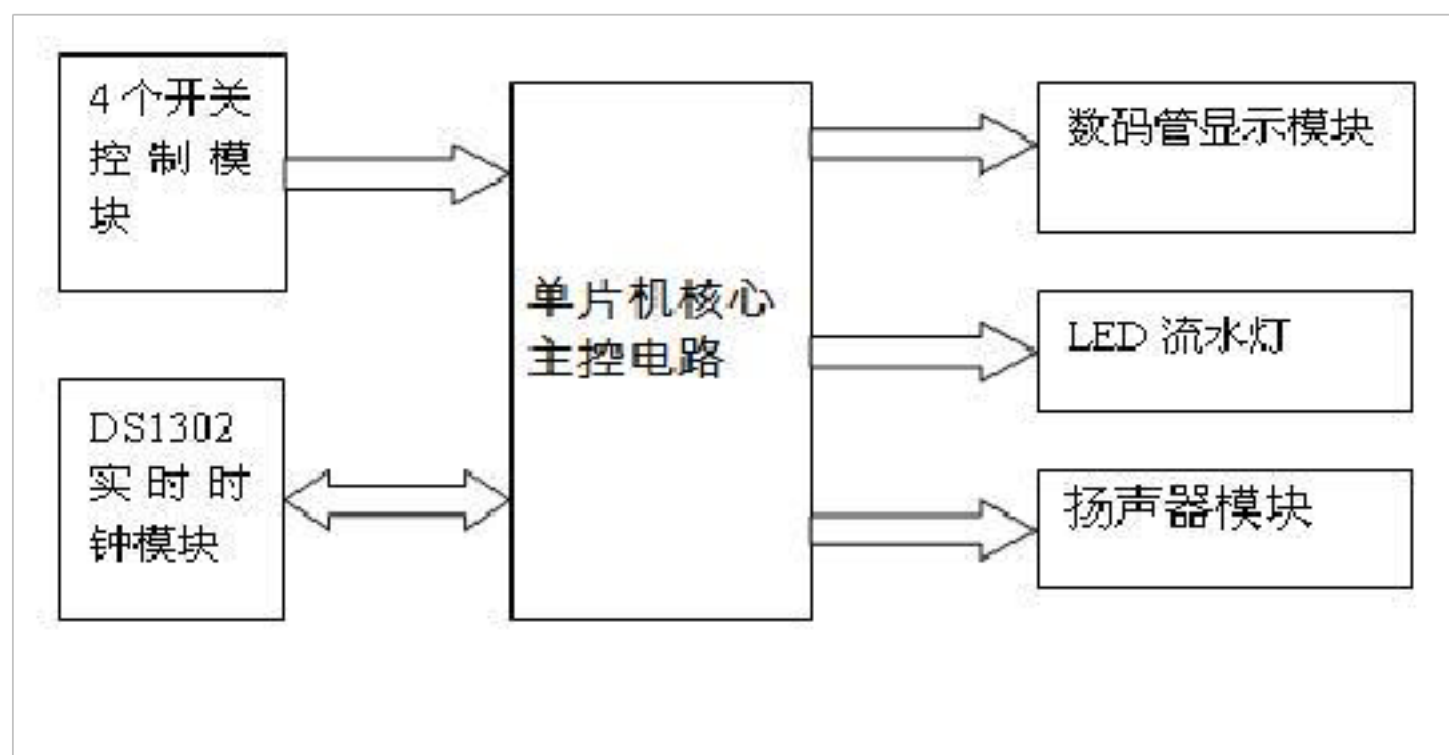 4个开关
控制模
块
DS1302
实时时
钟模块
单片机核心
主控电路
数码管显示模块
LED 流水灯
扬声器模块